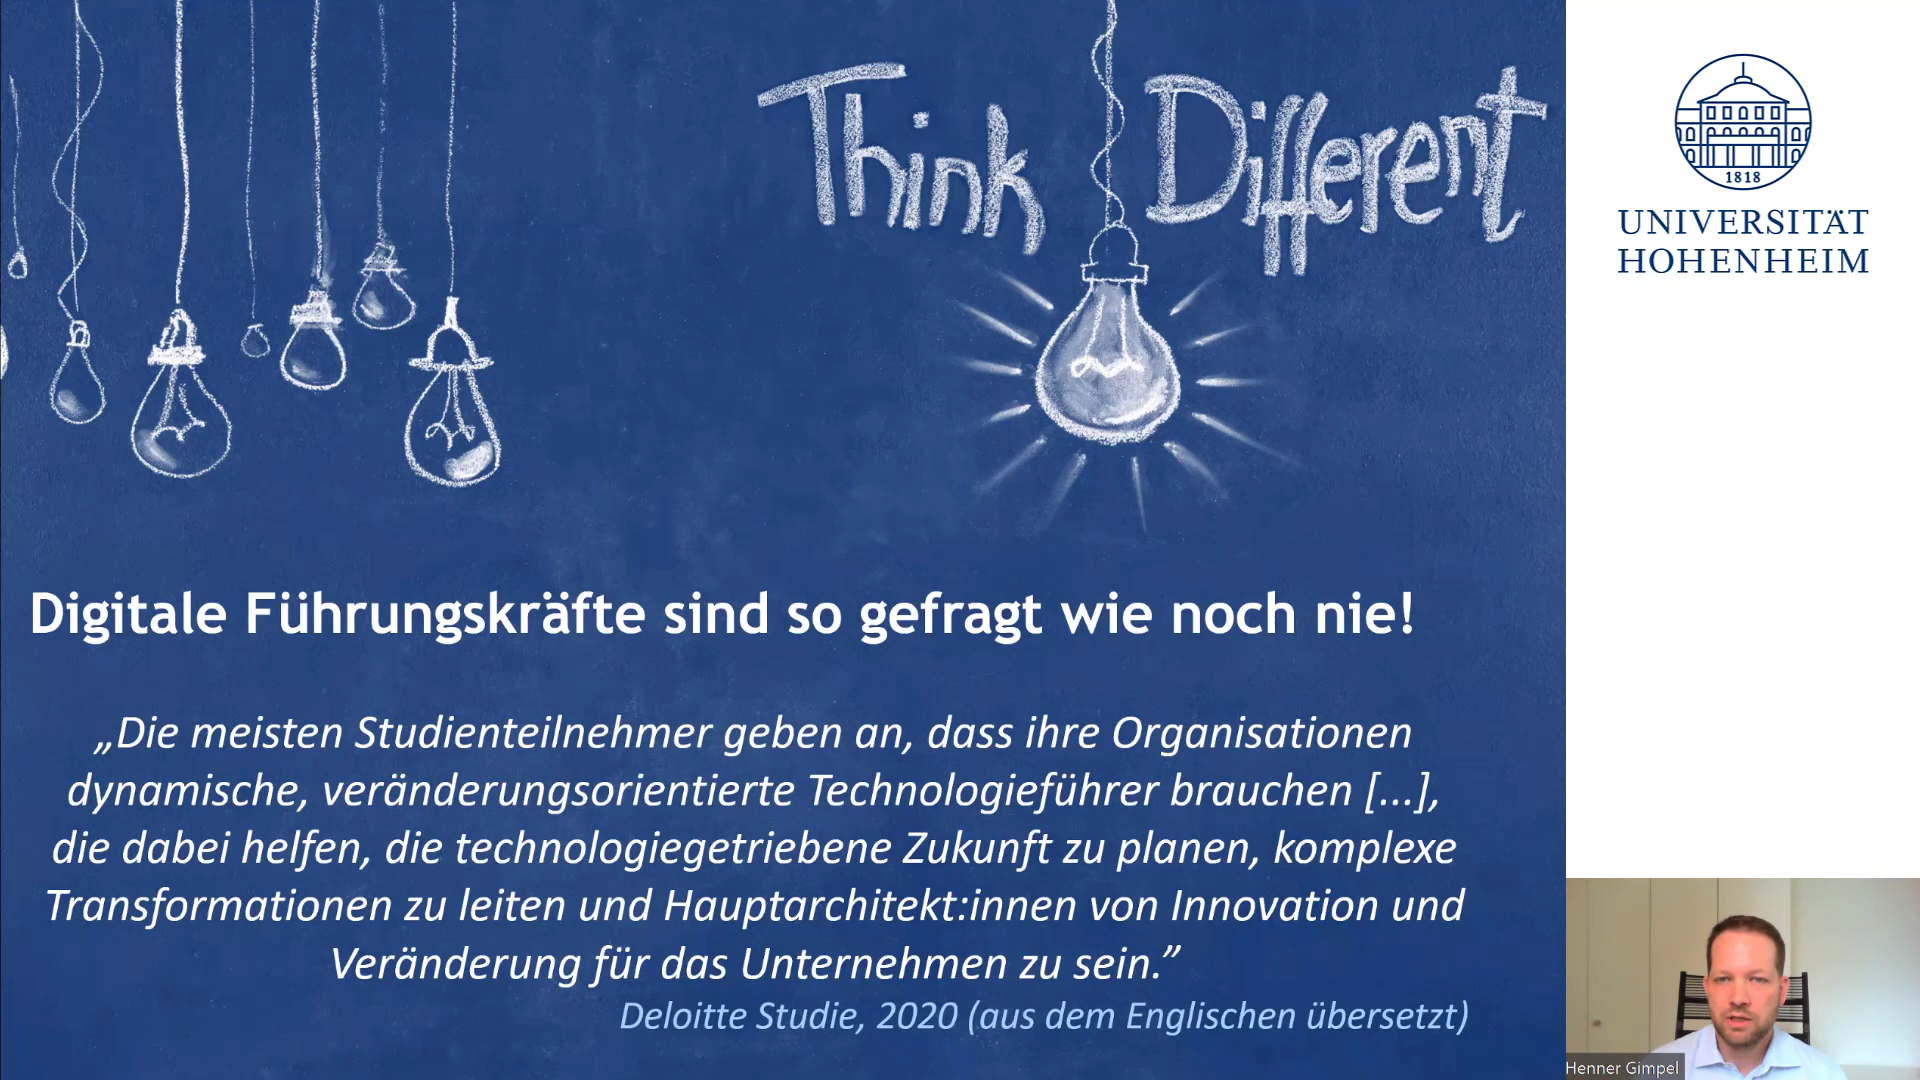 Think Different
Digitale Führungskräfte sind so gefragt wie noch nie!
„Die meisten Studienteilnehmer geben an, dass ihre Organisationen
dynamische, veränderungsorientierte Technologieführer brauchen [...],
die dabei helfen, die technologiegetriebene Zukunft zu planen, komplexe
Transformationen zu leiten und Hauptarchitekt:innen von Innovation und
Veränderung für das Unternehmen zu sein.”
Deloitte Studie, 2020 (aus dem Englischen übersetzt)
1818
UNIVERSITÄT
HOHENHEIM
Henner Gimpel